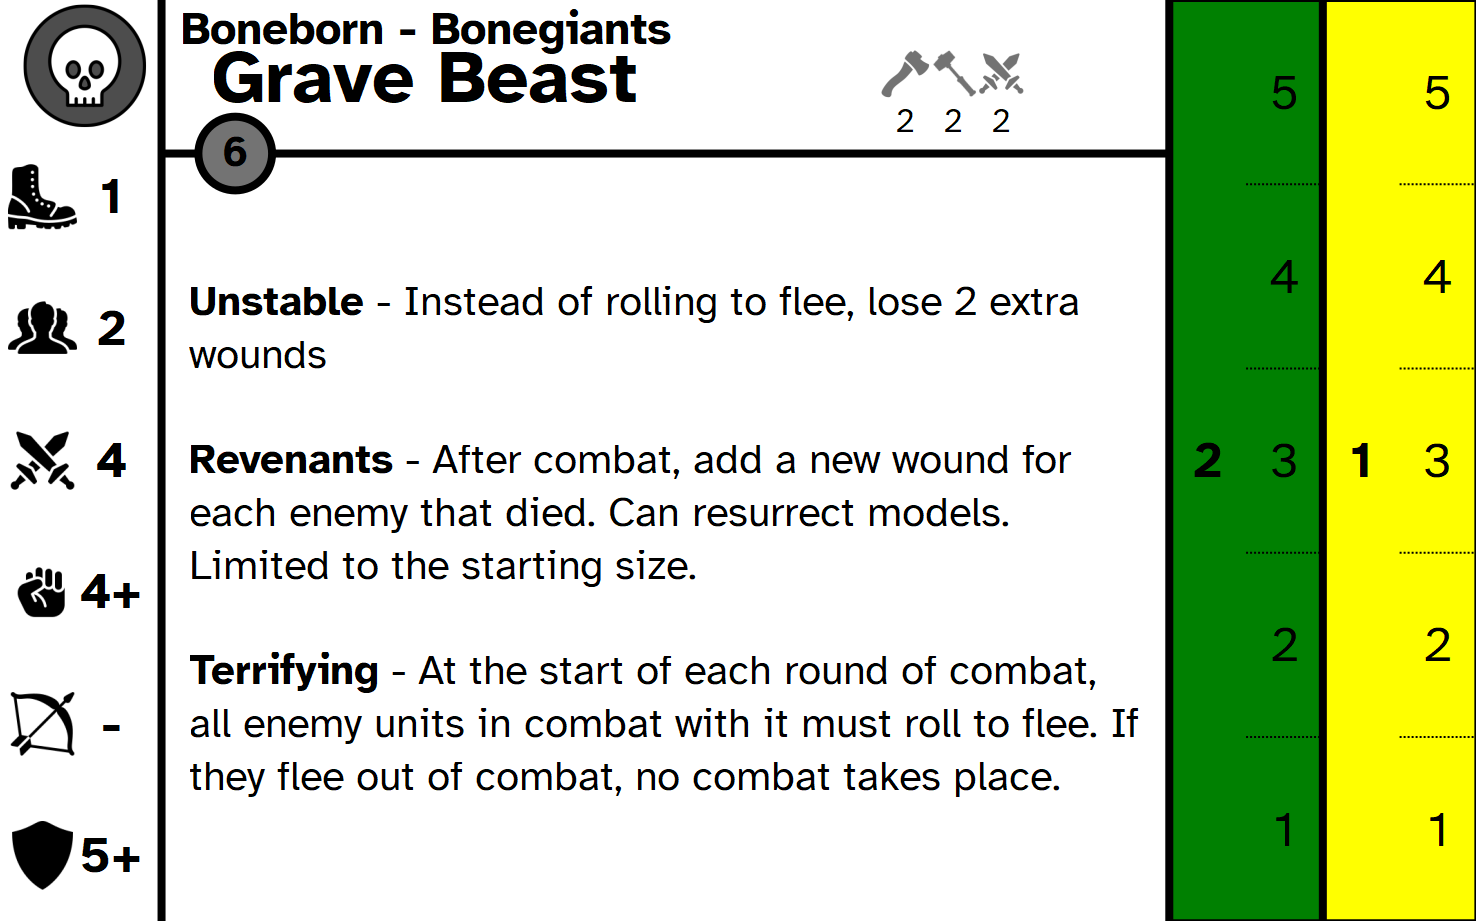 Boneborn - Bonegiants
Grave Beast
2 2 2
6
1
2
4
4+
-
5+
Unstable - Instead of rolling to flee, lose 2 extra
wounds
Revenants - After combat, add a new wound for
each enemy that died. Can resurrect models.
Limited to the starting size.
Terrifying - At the start of each round of combat,
all enemy units in combat with it must roll to flee. If
they flee out of combat, no combat takes place.
2
5
4
3
2
1
1
5
4
3
2
1